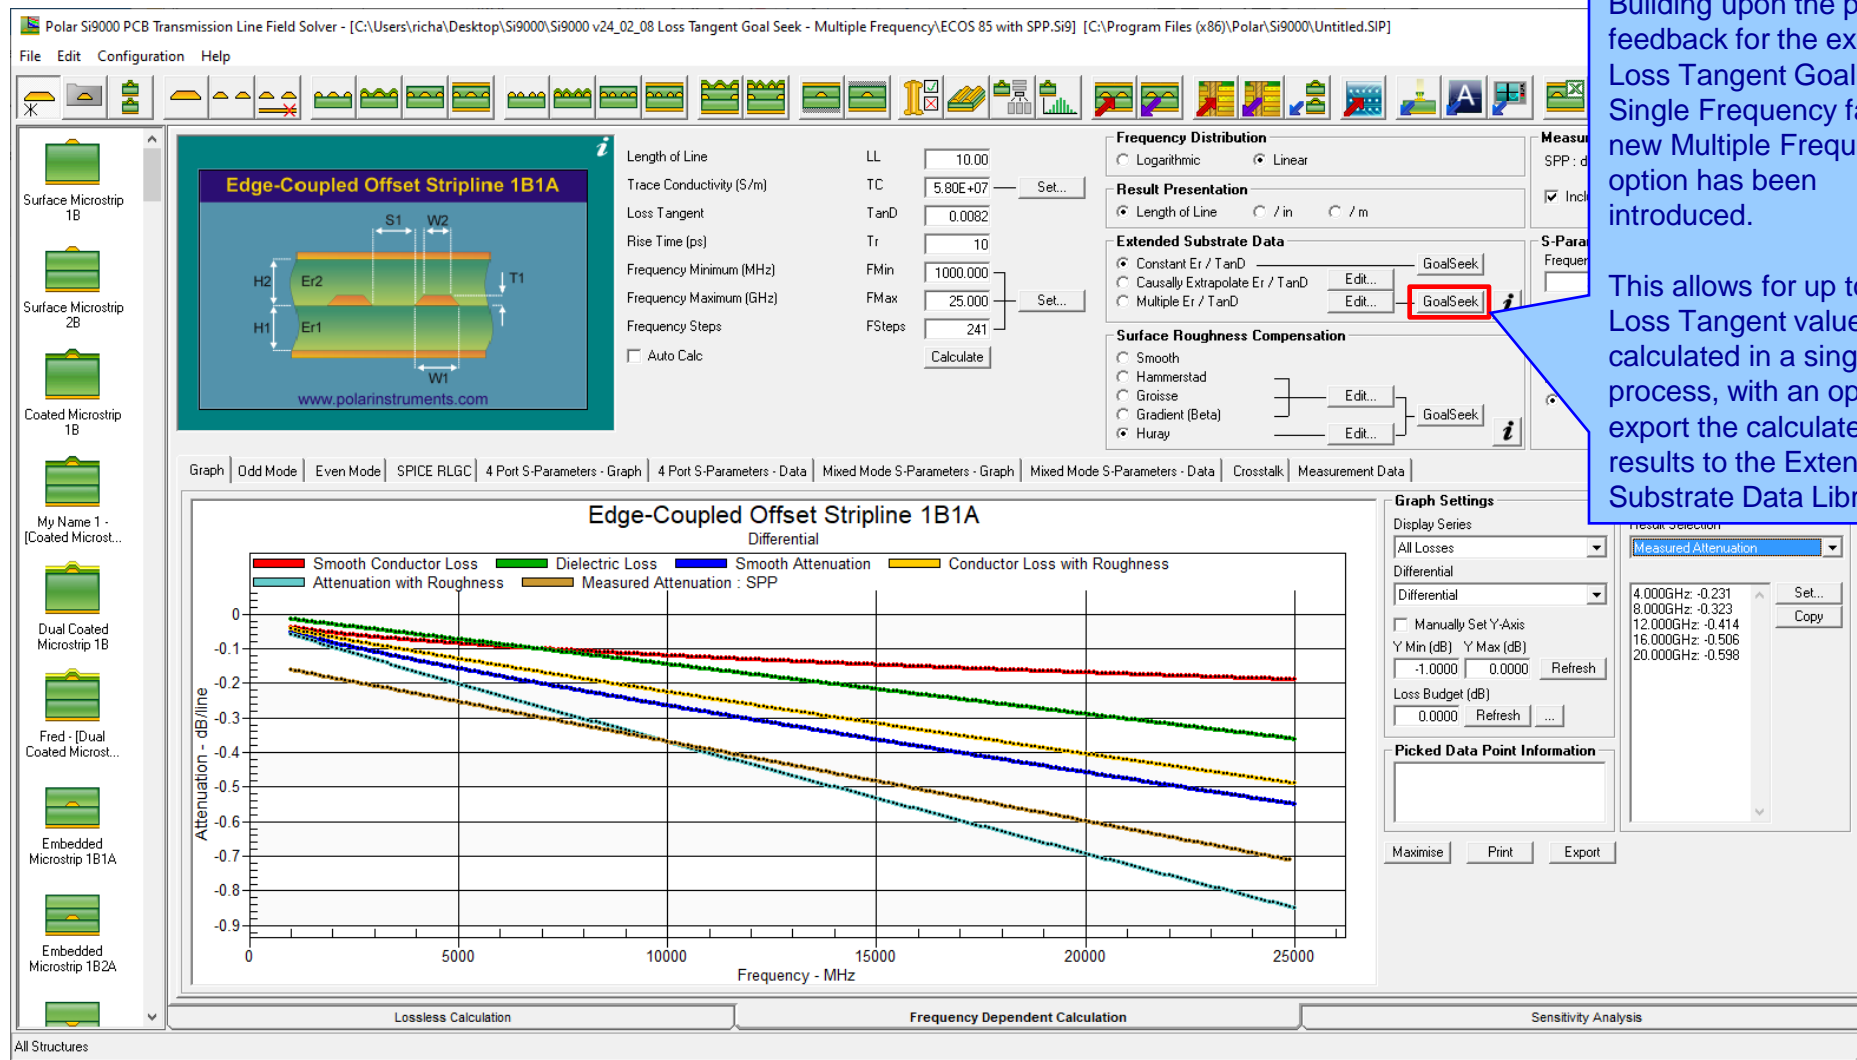 Polar Si9000 PCB Transmission Line Field Solver - [C:\Users\richa\Desktop\Si9000\Si9000 v24_02_08 Loss Tangent Goal Seek - Multiple Frequency\ECOS 85 with SPP.Si9] [C:\Program Files (x86)\Polar\Si9000\Untitled.SIP]
File Edit Configuration Help
Surface Microstrip
1B
Surface Microstrip
2B
Coated Microstrip
1B
My Name 1 -
[Coated Microst...
Dual Coated
Microstrip 1B
Fred - [Dual
Coated Microst...
Embedded
Microstrip 1B1A
Embedded
Microstrip 1B2A
Edge-Coupled Offset Stripline 1B1A
S1 W2
H2 Er2 T1
H1 Er1
W1
www.polarinstruments.com
Length of Line LL 10.00
Trace Conductivity (S/m) TC 5.80E+07 Set...
Loss Tangent TanD 0.0082
Rise Time (ps) Tr 10
Frequency Minimum (MHz) FMin 1000.000
Frequency Maximum (GHz) FMax 25.000 Set...
Frequency Steps FSteps 241
Auto Calc Calculate
Frequency Distribution
Logarithmic Linear
Result Presentation
Length of Line / in / m
Extended Substrate Data
Constant Er / TanD GoalSeek
Causally Extrapolate Er / TanD Edit...
Multiple Er / TanD Edit... GoalSeek
Surface Roughness Compensation
Smooth
Hammerstad
Groisse Edit...
Gradient (Beta) GoalSeek
Huray Edit...
SPP :
feedback for the
Loss Tangent Goal
Single Frequency
new Multiple
option has been
introduced.
This allows for up
Loss Tangent
calculated in a
process, with an
export the
results to the
Substrate Data
Building upon the
Graph Odd Mode Even Mode SPICE RLGC 4 Port S-Parameters - Graph 4 Port S-Parameters - Data Mixed Mode S-Parameters - Graph Mixed Mode S-Parameters - Data Crosstalk Measurement Data
Edge-Coupled Offset Stripline 1B1A
Differential
Smooth Conductor Loss Dielectric Loss Smooth Attenuation Conductor Loss with Roughness
Attenuation with Roughness Measured Attenuation : SPP
Attenuation - dB/line
0
-0.1
-0.2
-0.3
-0.4
-0.5
-0.6
-0.7
-0.8
-0.9
0 5000 10000 15000 20000 25000
Frequency - MHz
Graph Settings
Display Series
All Losses
Differential
Differential
Manually Set Y-Axis
Y Min (dB) Y Max (dB)
-1.0000 0.0000 Refresh
Loss Budget (dB)
0.0000 Refresh ...
Picked Data Point Information
Maximise Print Export
Result Selection
Measured Attenuation
4.000GHz: -0.231
8.000GHz: -0.323
12.000GHz: -0.414
16.000GHz: -0.506
20.000GHz: -0.598
Set...
Copy
Lossless Calculation Frequency Dependent Calculation Sensitivity Analysis
All Structures